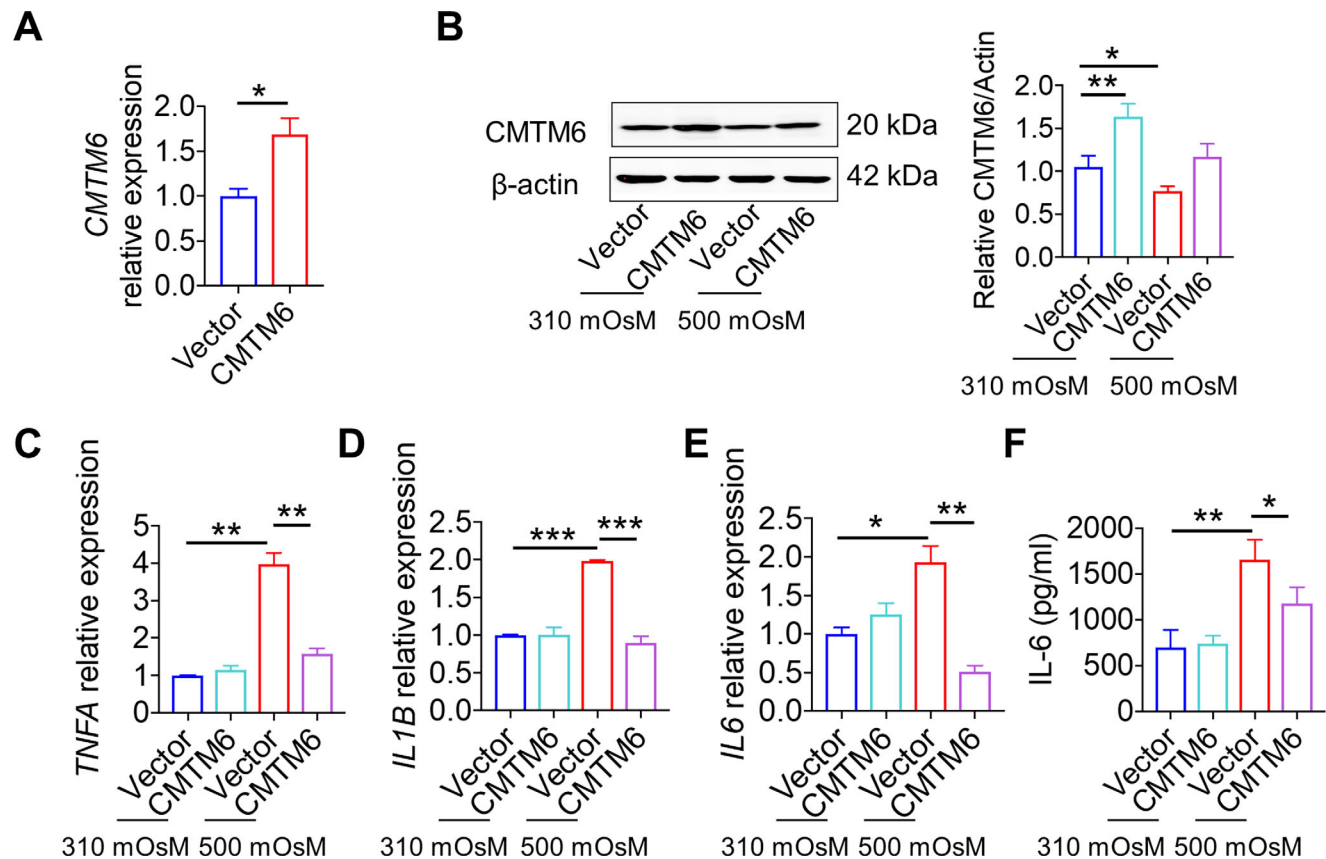 A
CMTM6
relative expression
2.0
1.5
1.0
0.5
0.0
*
Vector
CMTM6
B
CMTM6
20 kDa
β-actin
42 kDa
Vector
CMTM6
Vector
CMTM6
310 mOsM
500 mOsM
Relative CMTM6/Actin
2.0
1.5
1.0
0.5
0.0
*
**
Vector
CMTM6
Vector
CMTM6
310 mOsM
500 mOsM
C
TNFA relative expression
5
4
3
2
1
0
**
**
Vector
CMTM6
Vector
CMTM6
310 mOsM
500 mOsM
D
IL1B relative expression
2.5
2.0
1.5
1.0
0.5
0.0
***
***
Vector
CMTM6
Vector
CMTM6
310 mOsM
500 mOsM
E
IL6 relative expression
2.5
2.0
1.5
1.0
0.5
0.0
*
**
Vector
CMTM6
Vector
CMTM6
310 mOsM
500 mOsM
F
IL-6 (pg/ml)
2000
1500
1000
500
0
**
*
Vector
CMTM6
Vector
CMTM6
310 mOsM
500 mOsM